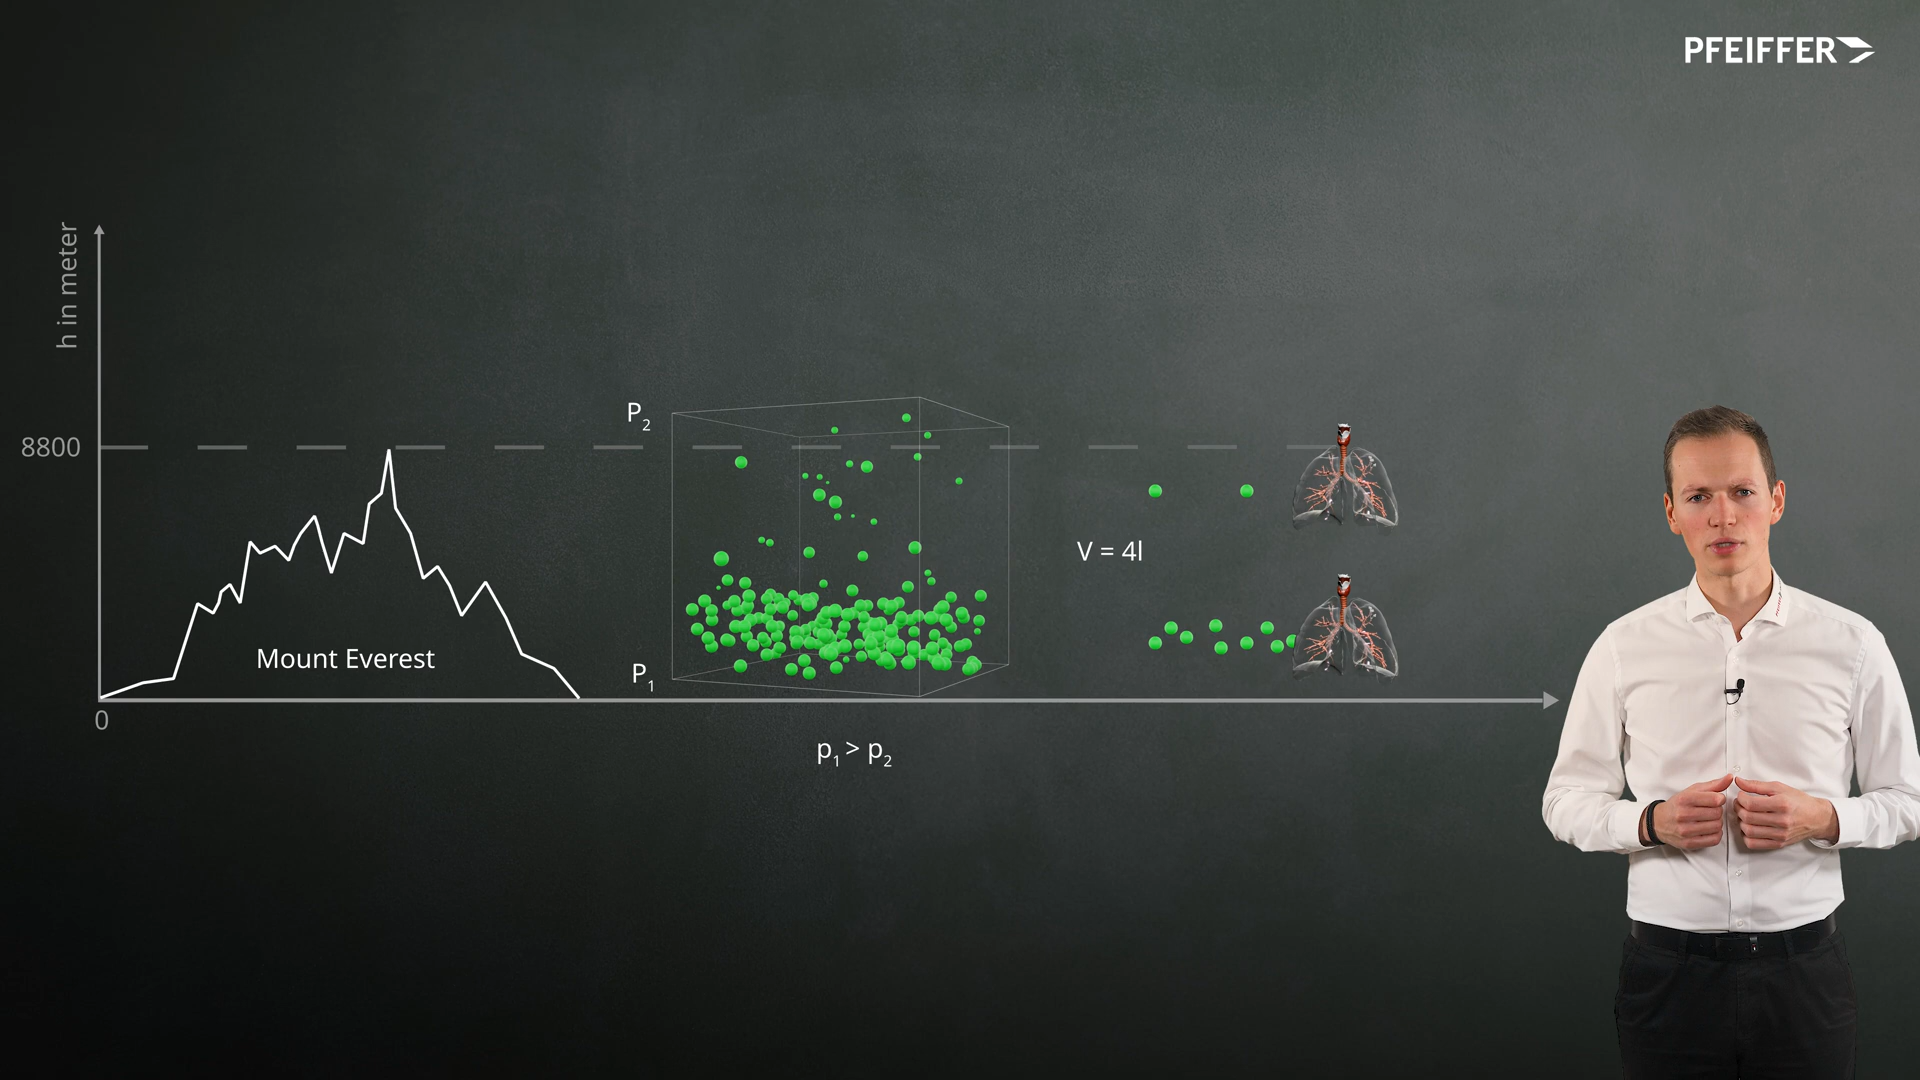 PFEIFFER
h in meter
8800
P2
V = 4l
Mount Everest
P1
0
p1 > p2